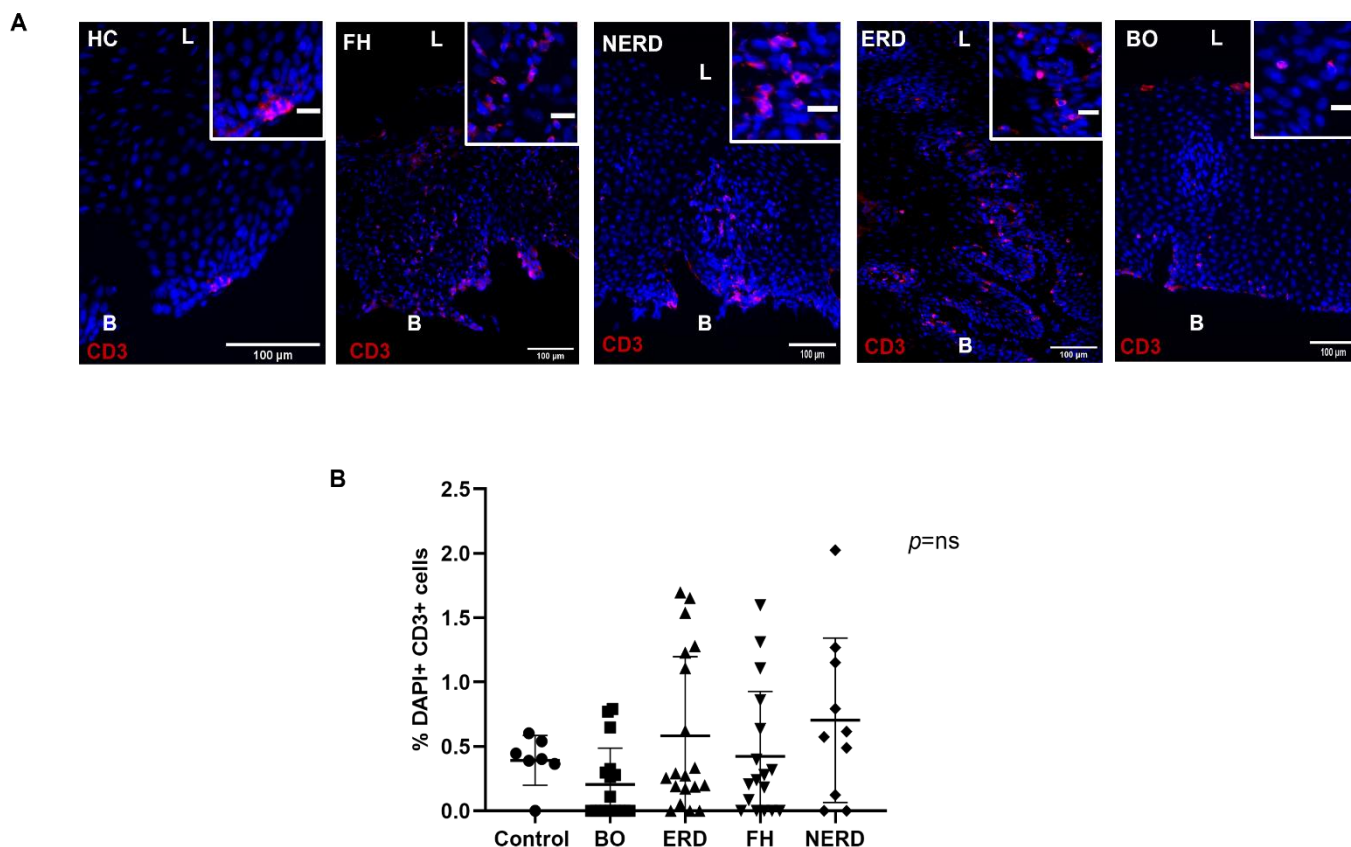 A
HC L
B
CD3
100 µm
FH L
B
CD3
100 µm
NERD
L
B
CD3
100 µm
ERD L
B
CD3
100 µm
BO L
B
CD3
100 µm
B
% DAPI+ CD3+ cells
2.5
2.0
1.5
1.0
0.5
0.0
Control BO ERD FH NERD
p=ns